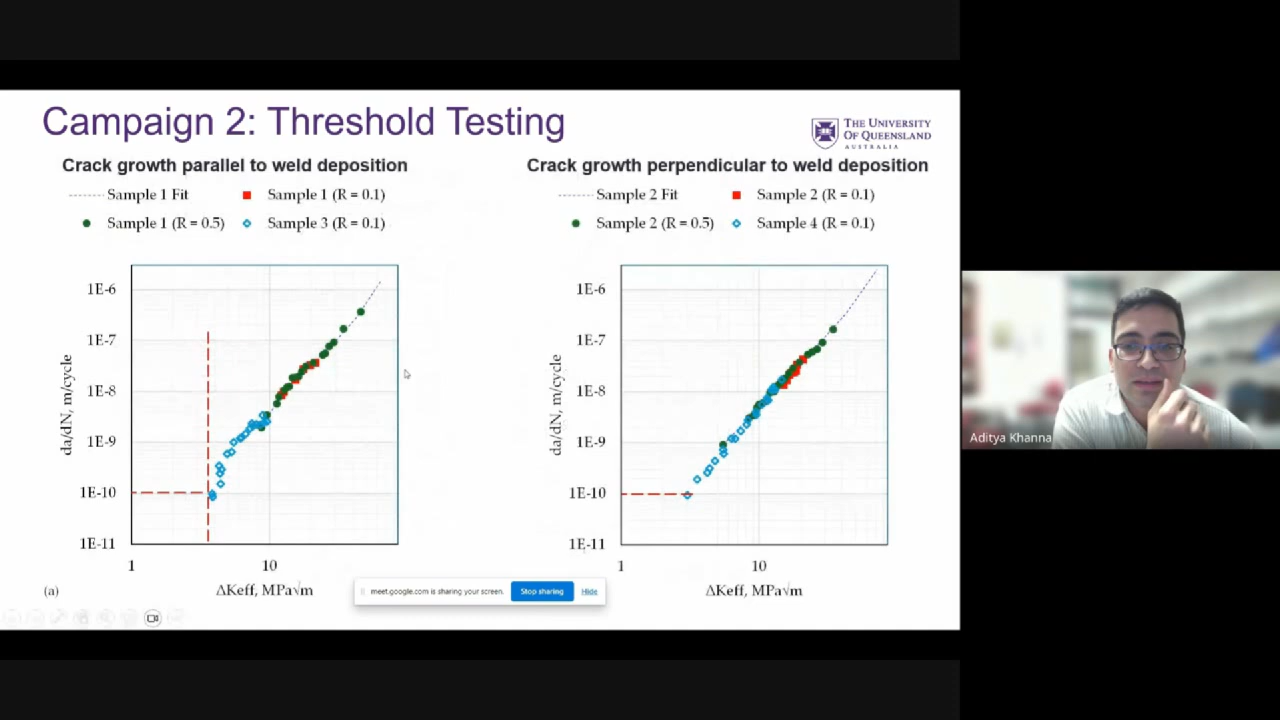 Campaign 2: Threshold Testing
THE UNIVERSITY
OF QUEENSLAND
AUSTRALIA
Crack growth parallel to weld deposition
Sample 1 Fit
Sample 1 (R = 0.1)
Sample 1 (R = 0.5)
Sample 3 (R = 0.1)
1E-6
1E-7
1E-8
1E-9
1E-10
1E-11
da/dN, m/cycle
1
10
ΔKeff, MPa√m
(a)
Crack growth perpendicular to weld deposition
Sample 2 Fit
Sample 2 (R = 0.1)
Sample 2 (R = 0.5)
Sample 4 (R = 0.1)
1E-6
1E-7
1E-8
1E-9
1E-10
1E-11
da/dN, m/cycle
1
10
ΔKeff, MPa√m
meet.google.com is sharing your screen.
Stop sharing
Hide
Aditya Khanna